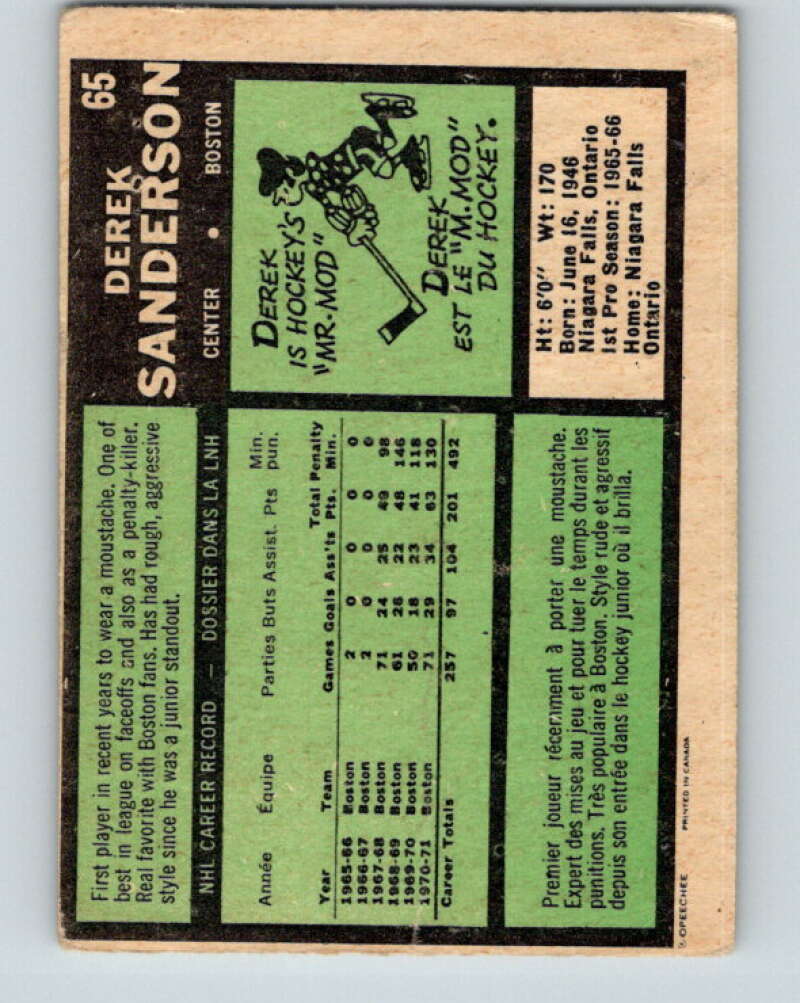 First player in recent years to wear a moustache. One of
best in league on faceoffs and also as a penalty-killer.
Real favorite with Boston fans. Has had rough, aggressive
style since he was a junior standout.
65
DEREK
SANDERSON
CENTER • BOSTON
NHL CAREER RECORD — DOSSIER DANS LA LNH
Année Équipe Parties Buts Assist. Pts Min. pun.
Year Team Games Goals Ass'ts Total Pts. Penalty Min.
1965-66 Boston 2 0 0 0 0
1966-67 Boston 2 0 0 0 0
1967-68 Boston 71 24 25 49 98
1968-69 Boston 61 26 22 48 146
1969-70 Boston 50 18 23 41 118
1970-71 Boston 71 29 34 63 130
Career Totals 257 97 104 201 492
DEREK
IS HOCKEY'S
"MR-MOD"
DEREK
EST LE "M. MOD"
DU HOCKEY.
Premier joueur récemment à porter une moustache.
Expert des mises au jeu et pour tuer le temps durant les
punitions. Très populaire à Boston. Style rude et agressif
depuis son entrée dans le hockey junior où il brilla.
Ht: 6'0" Wt: 170
Born: June 16, 1946
Niagara Falls, Ontario
1st Pro Season: 1965-66
Home: Niagara Falls
Ontario
© OPEECHEE PRINTED IN CANADA